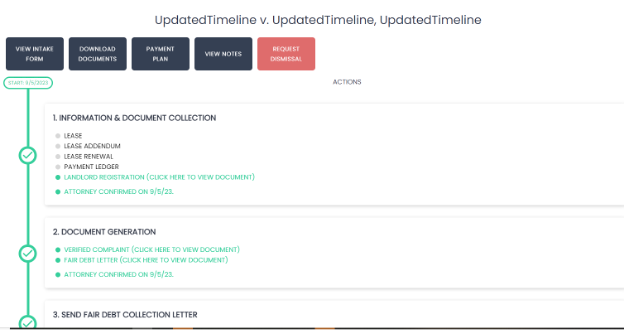 UpdatedTimeline v. UpdatedTimeline, UpdatedTimeline
VIEW INTAKE
FORM
DOWNLOAD
DOCUMENTS
PAYMENT
PLAN
VIEW NOTES
REQUEST
DISMISSAL
START: 9/5/2023
ACTIONS
1. INFORMATION & DOCUMENT COLLECTION
LEASE
LEASE ADDENDUM
LEASE RENEWAL
PAYMENT LEDGER
LANDLORD REGISTRATION (CLICK HERE TO VIEW DOCUMENT)
ATTORNEY CONFIRMED ON 9/5/23.
2. DOCUMENT GENERATION
VERIFIED COMPLAINT (CLICK HERE TO VIEW DOCUMENT)
FAIR DEBT LETTER (CLICK HERE TO VIEW DOCUMENT)
ATTORNEY CONFIRMED ON 9/5/23.
3. SEND FAIR DEBT COLLECTION LETTER